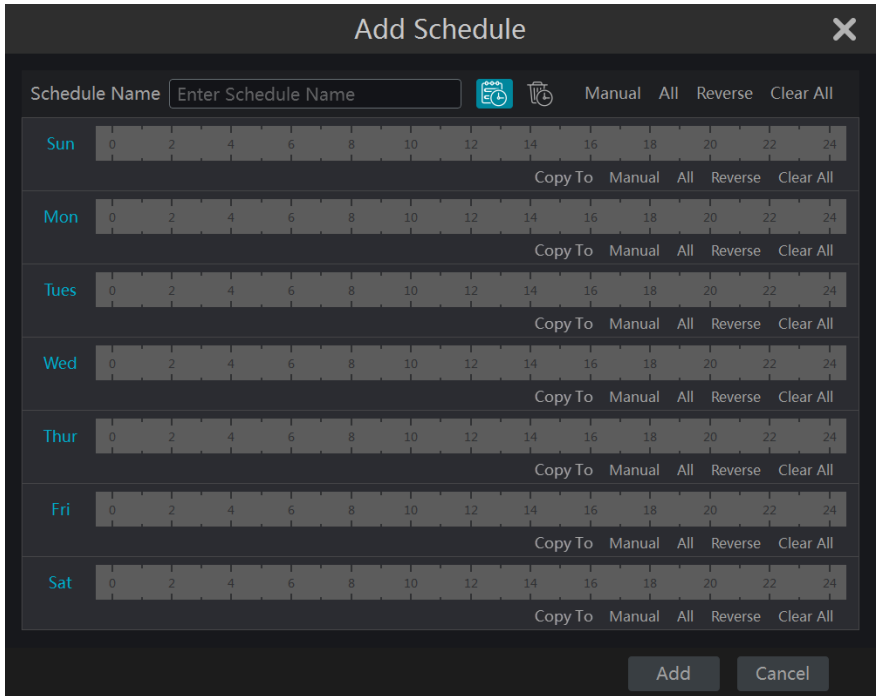 Add Schedule
Schedule Name Enter Schedule Name Manual All Reverse Clear All
Sun 0 2 4 6 8 10 12 14 16 18 20 22 24
Copy To Manual All Reverse Clear All
Mon 0 2 4 6 8 10 12 14 16 18 20 22 24
Copy To Manual All Reverse Clear All
Tues 0 2 4 6 8 10 12 14 16 18 20 22 24
Copy To Manual All Reverse Clear All
Wed 0 2 4 6 8 10 12 14 16 18 20 22 24
Copy To Manual All Reverse Clear All
Thur 0 2 4 6 8 10 12 14 16 18 20 22 24
Copy To Manual All Reverse Clear All
Fri 0 2 4 6 8 10 12 14 16 18 20 22 24
Copy To Manual All Reverse Clear All
Sat 0 2 4 6 8 10 12 14 16 18 20 22 24
Copy To Manual All Reverse Clear All
Add Cancel